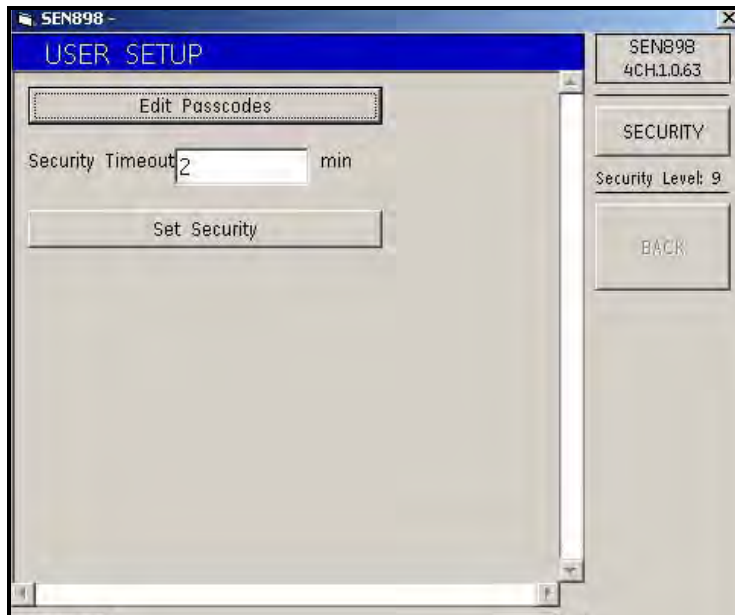 SEN898 -
USER SETUP
Edit Passcodes
Security Timeout 2 min
Set Security
SEN898
4CH.1.0.63
SECURITY
Security Level: 9
BACK